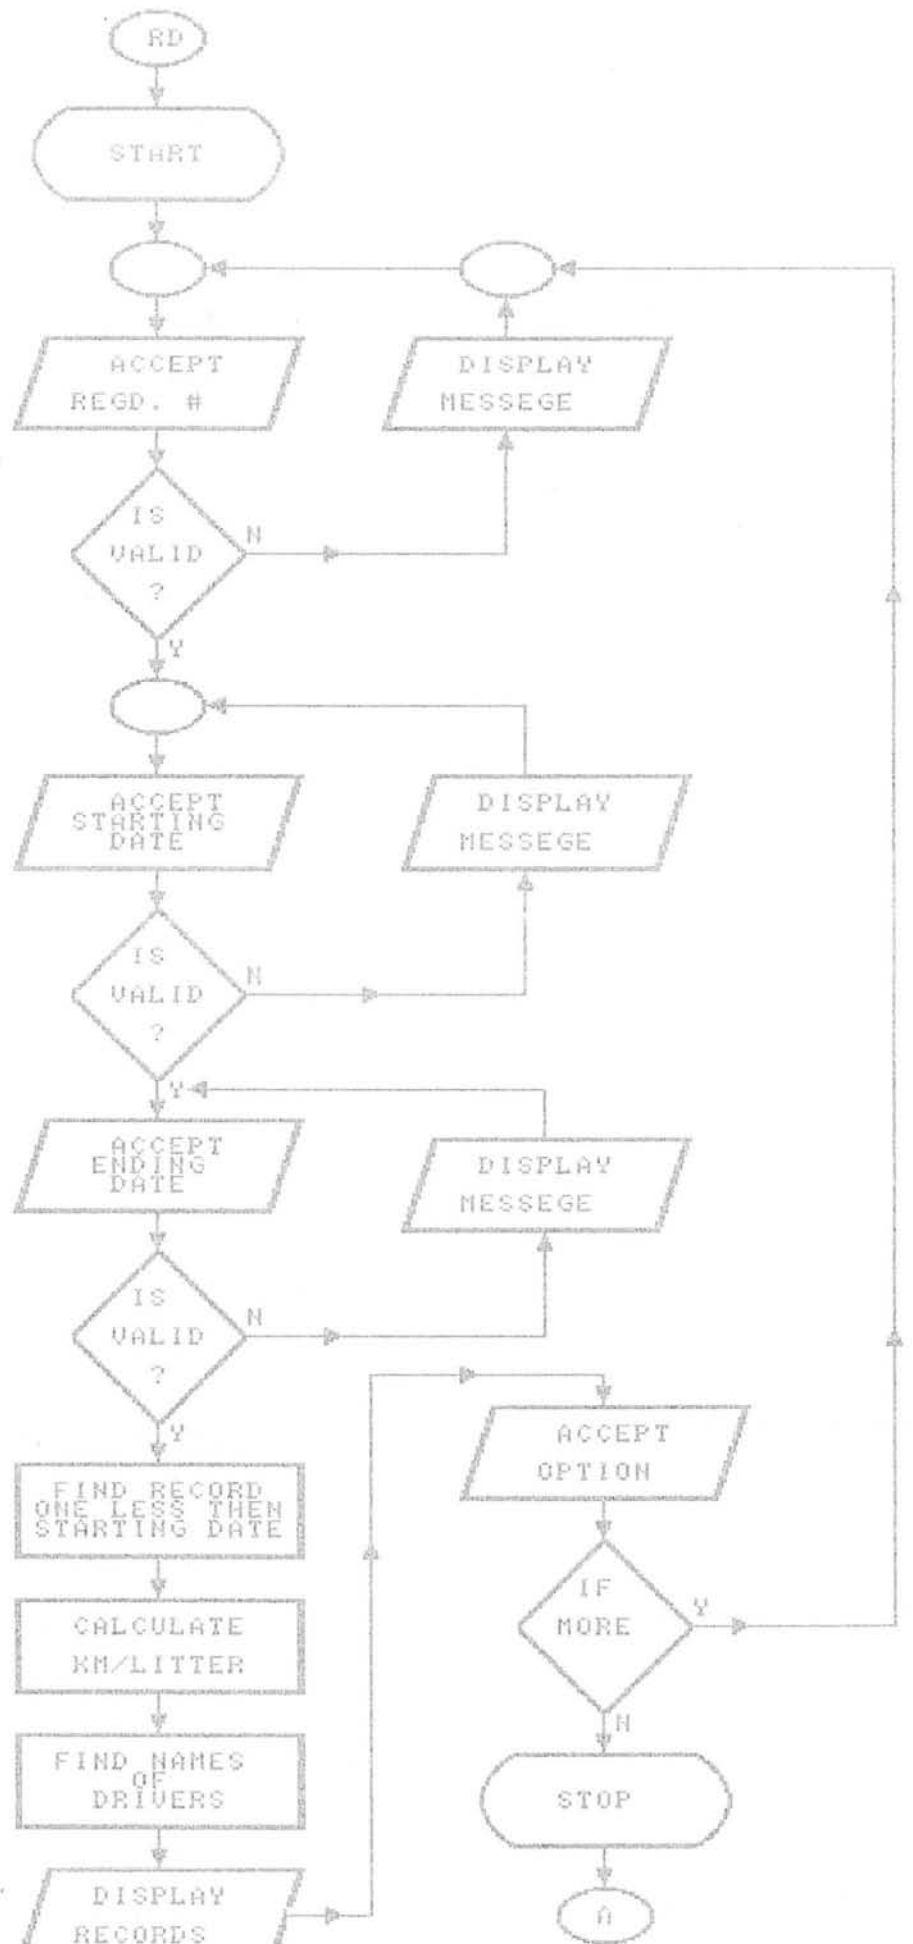 RD
START
ACCEPT
REGD. #
DISPLAY
MESSEGE
IS
VALID
?
N
Y
ACCEPT
STARTING
DATE
DISPLAY
MESSEGE
IS
VALID
?
N
Y
ACCEPT
ENDING
DATE
DISPLAY
MESSEGE
IS
VALID
?
N
Y
FIND RECORD
ONE LESS THEN
STARTING DATE
CALCULATE
KM/LITTER
FIND NAMES
OF
DRIVERS
DISPLAY
RECORDS
ACCEPT
OPTION
IF
MORE
Y
N
STOP
A